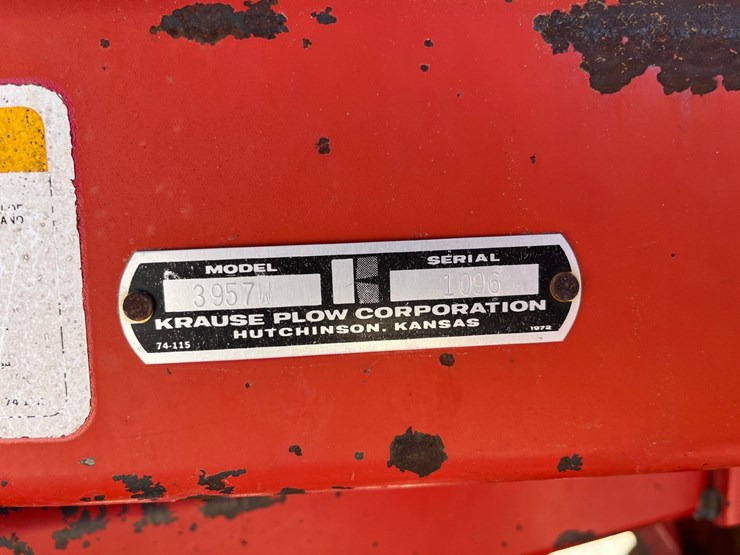 MODEL SERIAL
3957W 1096
KRAUSE PLOW CORPORATION
HUTCHINSON, KANSAS
74-115 1972